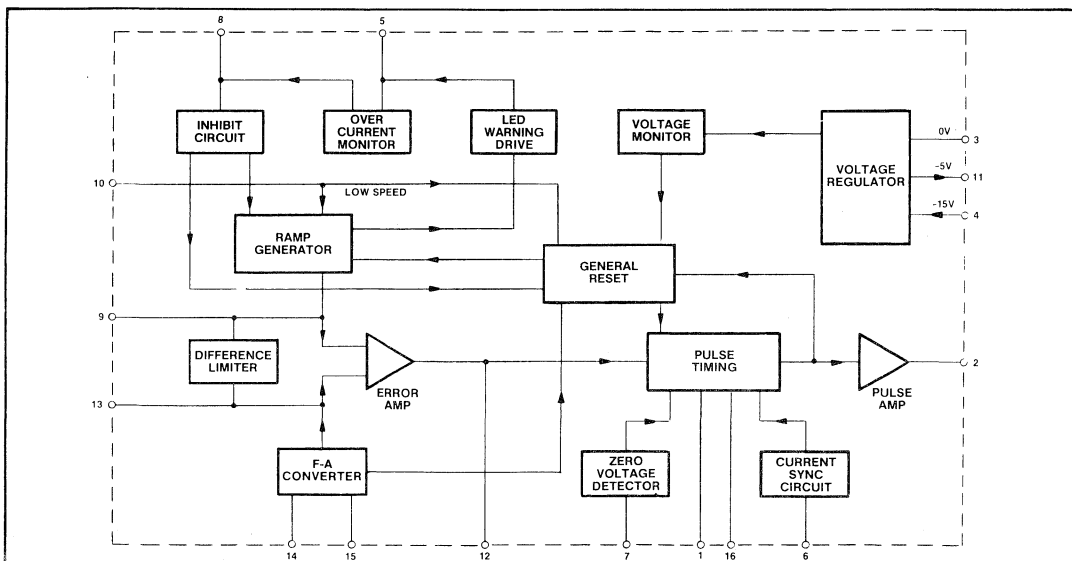 8
5
INHIBIT
CIRCUIT
OVER
CURRENT
MONITOR
LED
WARNING
DRIVE
VOLTAGE
MONITOR
VOLTAGE
REGULATOR
0V
3
-5V
11
-15V
4
10
LOW SPEED
RAMP
GENERATOR
GENERAL
RESET
9
DIFFERENCE
LIMITER
ERROR
AMP
PULSE
TIMING
PULSE
AMP
2
13
F-A
CONVERTER
ZERO
VOLTAGE
DETECTOR
CURRENT
SYNC
CIRCUIT
14
15
12
7
1
16
6